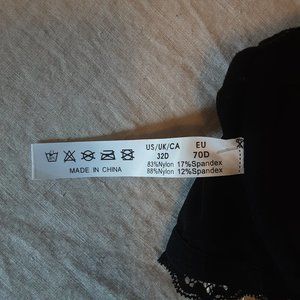 US/UK/CA EU
32D 70D
83%Nylon 17%Spandex
88%Nylon 12%Spandex
MADE IN CHINA